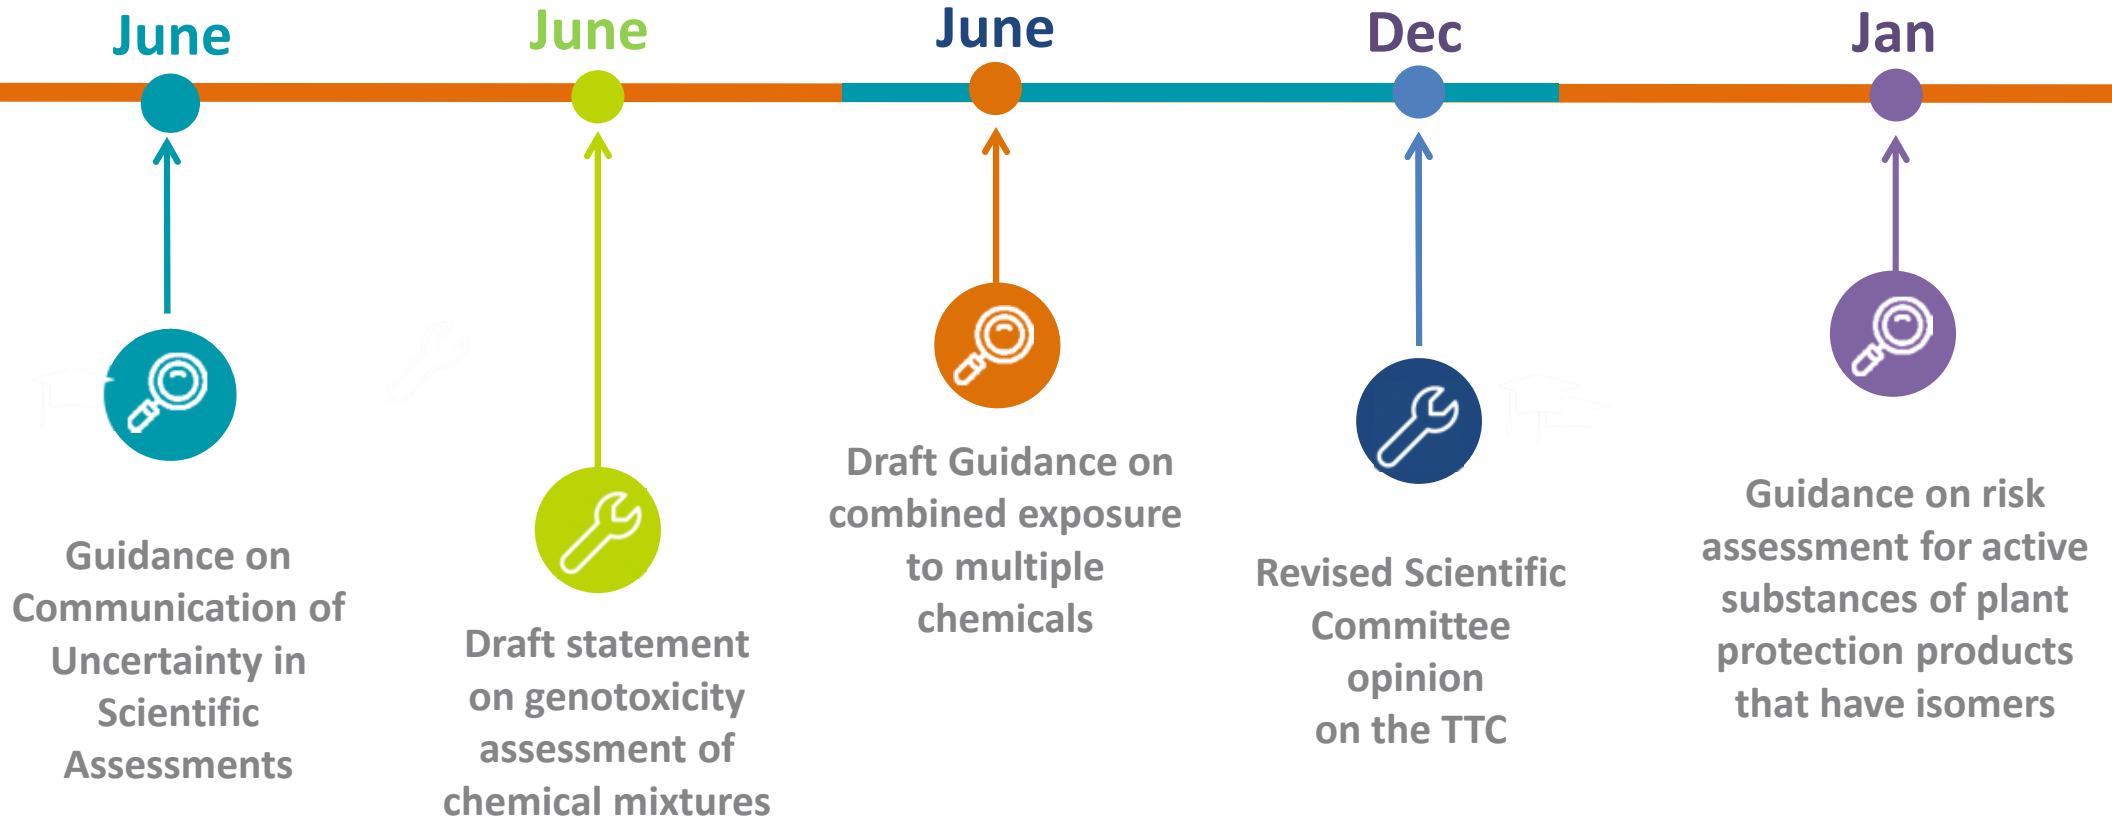 June
June
June
Dec
Jan
Guidance on
Communication of
Uncertainty in
Scientific
Assessments
Draft statement
on genotoxicity
assessment of
chemical mixtures
Draft Guidance on
combined exposure
to multiple
chemicals
Revised Scientific
Committee
opinion
on the TTC
Guidance on risk
assessment for active
substances of plant
protection products
that have isomers